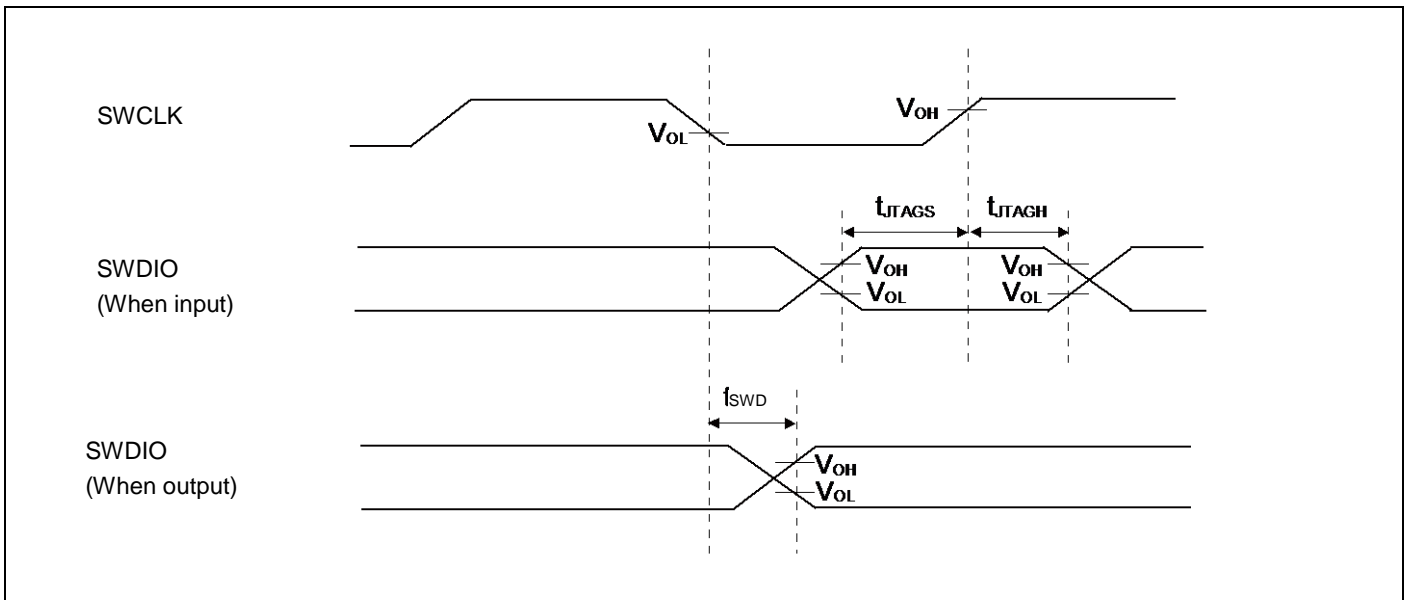 SWCLK
VOL
VOH
tJTAGS
tJTAGH
SWDIO
(When input)
VOH
VOL
VOH
VOL
tSWD
SWDIO
(When output)
VOH
VOL